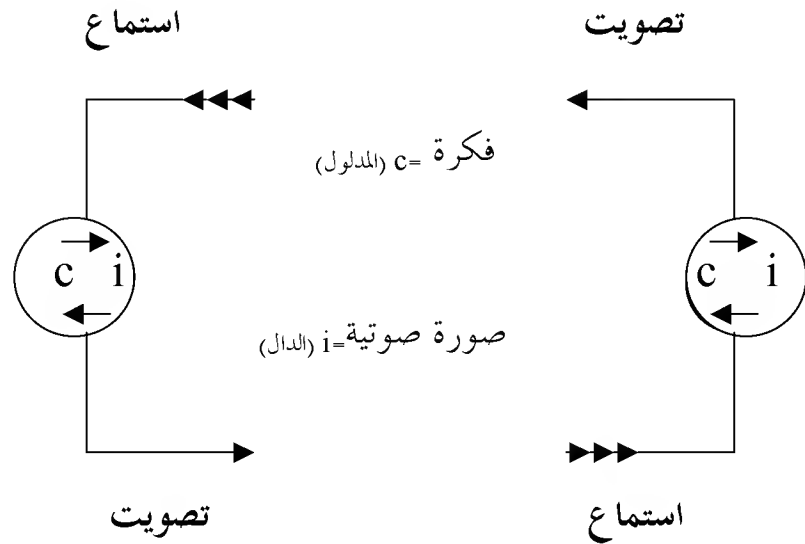 تصويت
استماع
فكرة =c (المدلول)
c i
c i
صورة صوتية=i (الدال)
استماع
تصويت